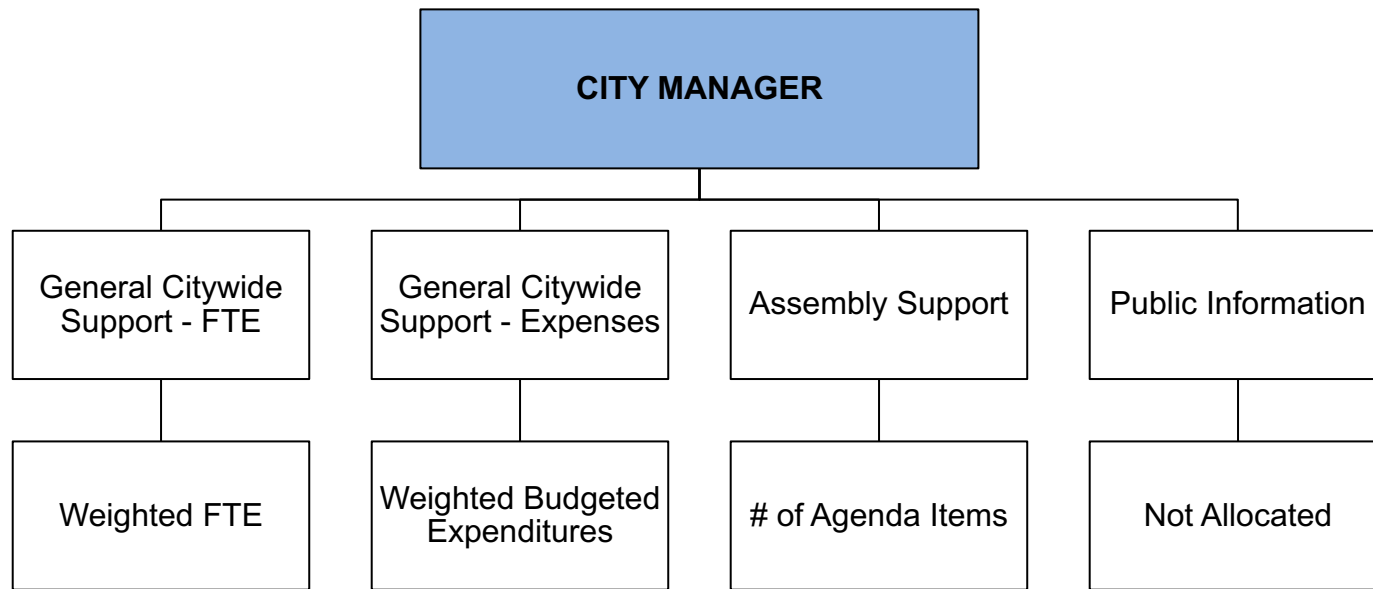 CITY MANAGER
General Citywide
Support - FTE
General Citywide
Support - Expenses
Assembly Support
Public Information
Weighted FTE
Weighted Budgeted
Expenditures
# of Agenda Items
Not Allocated